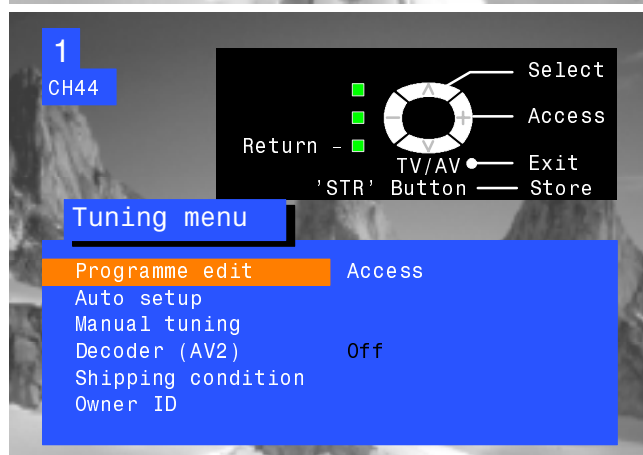 1
CH44
Select
Access
Return
TV/AV Exit
'STR' Button Store
Tuning menu
Programme edit Access
Auto setup
Manual tuning
Decoder (AV2) Off
Shipping condition
Owner ID